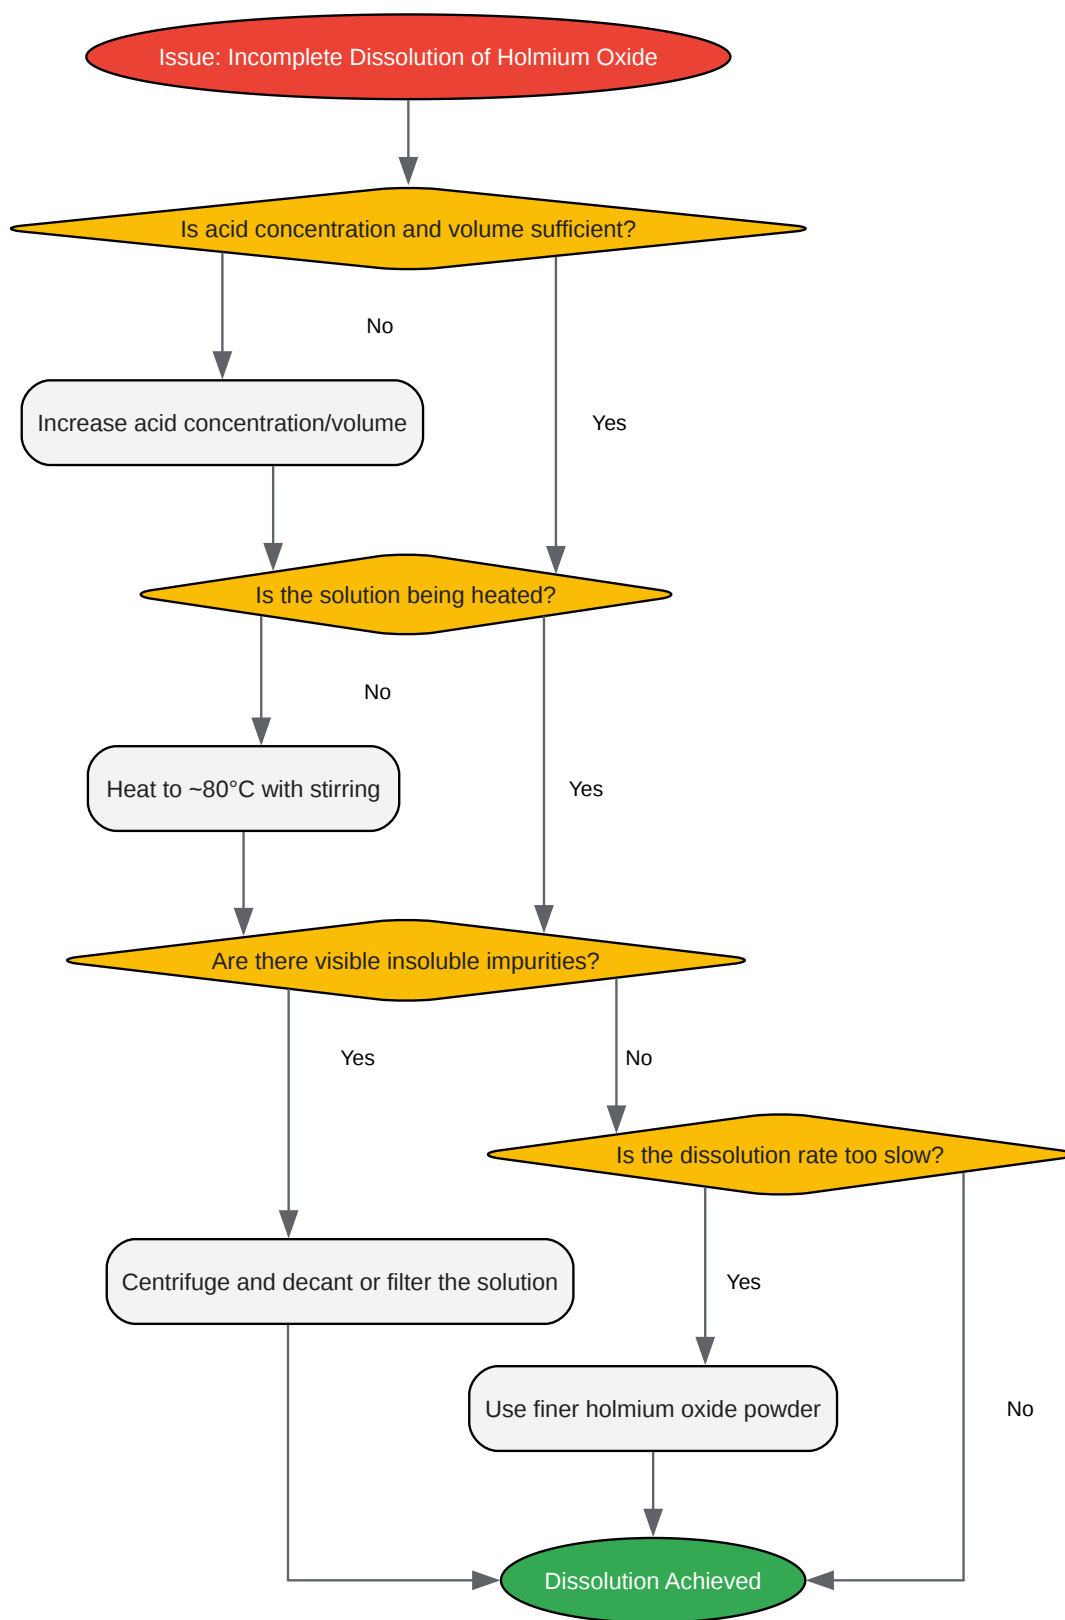 Issue: Incomplete Dissolution of Holmium Oxide
Is acid concentration and volume sufficient?
No
Increase acid concentration/volume
Yes
Is the solution being heated?
No
Heat to ~80°C with stirring
Yes
Are there visible insoluble impurities?
Yes
No
Is the dissolution rate too slow?
Centrifuge and decant or filter the solution
Yes
Use finer holmium oxide powder
No
Dissolution Achieved